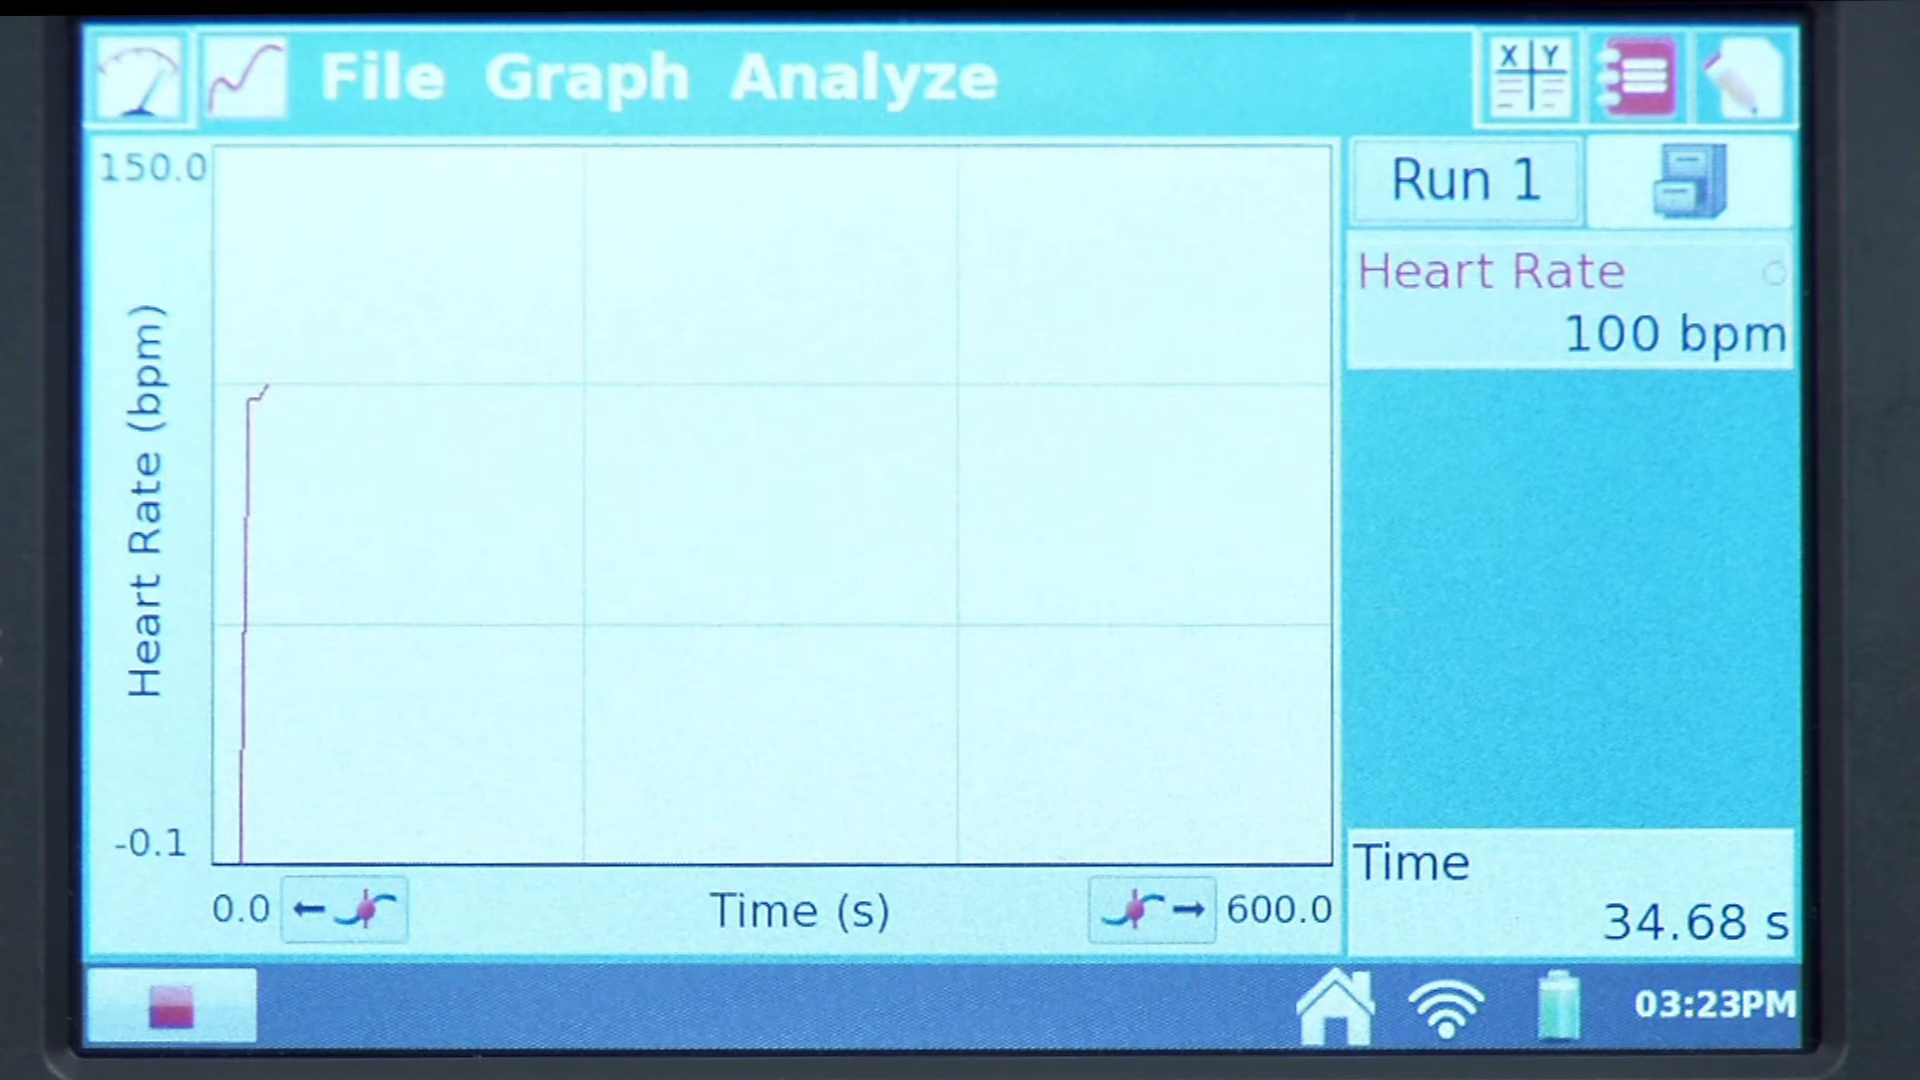 File Graph Analyze
X Y
150.0
Heart Rate (bpm)
-0.1
0.0
Time (s)
600.0
Run 1
Heart Rate
100 bpm
Time
34.68 s
03:23PM